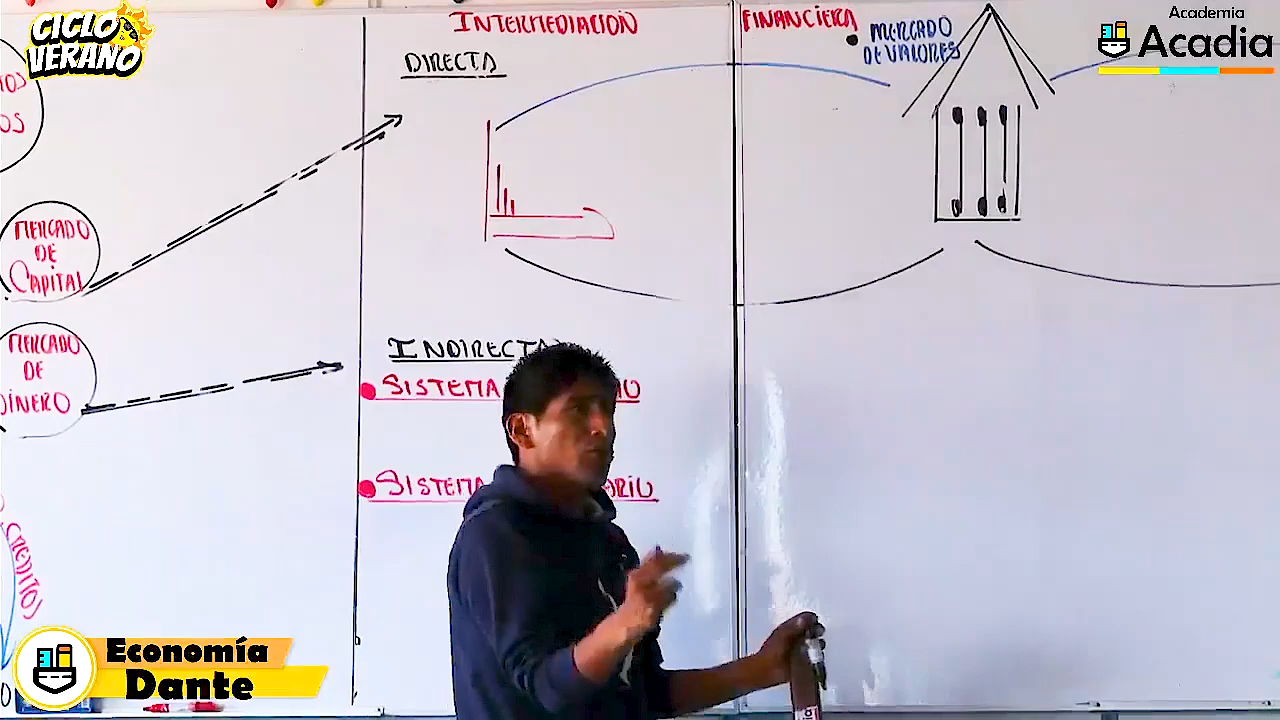 CICLO
VERANO
Academia
Acadia
INTERMEDIACIÓN FINANCIERA
DIRECTA
MERCADO
DE VALORES
MERCADO
DE
CAPITAL
MERCADO
DE
INDIRECTA
SISTEMA
SISTEMA
CREDITOS
Economía
Dante